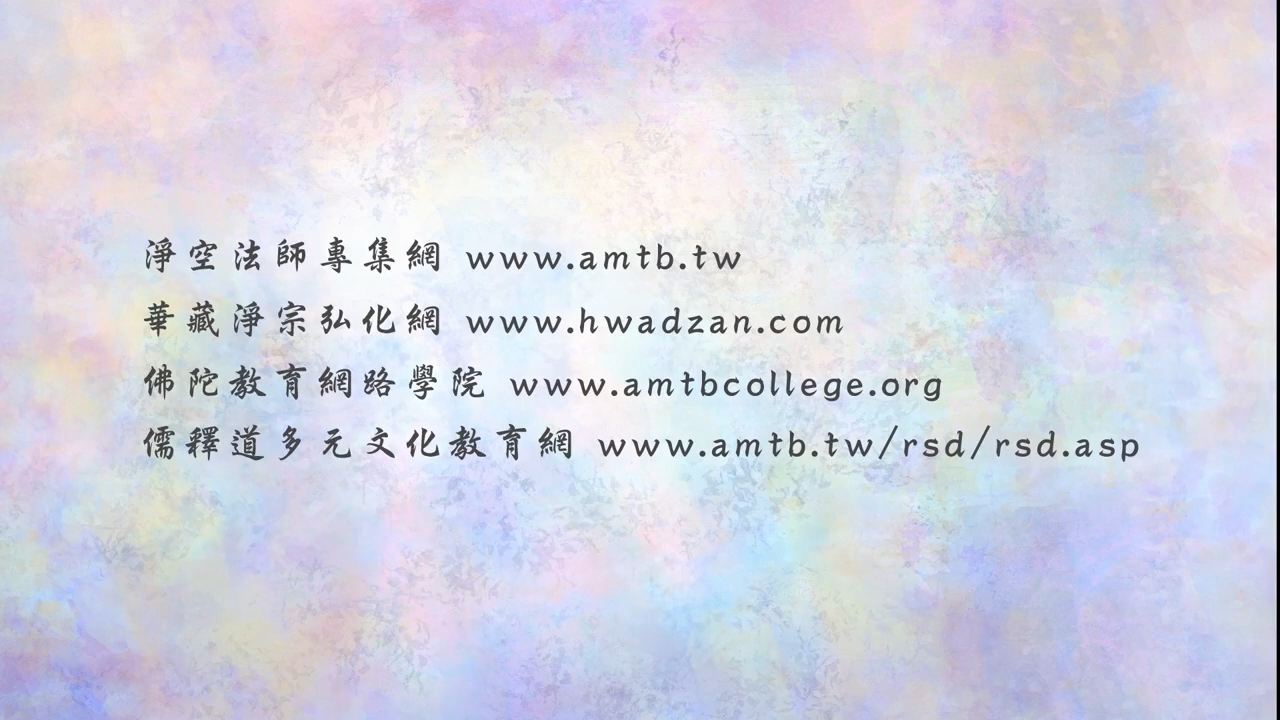 淨空法師專集網 www.amtb.tw
華藏淨宗弘化網 www.hwadzan.com
佛陀教育網路學院 www.amtbcollege.org
儒釋道多元文化教育網 www.amtb.tw/rsd/rsd.asp